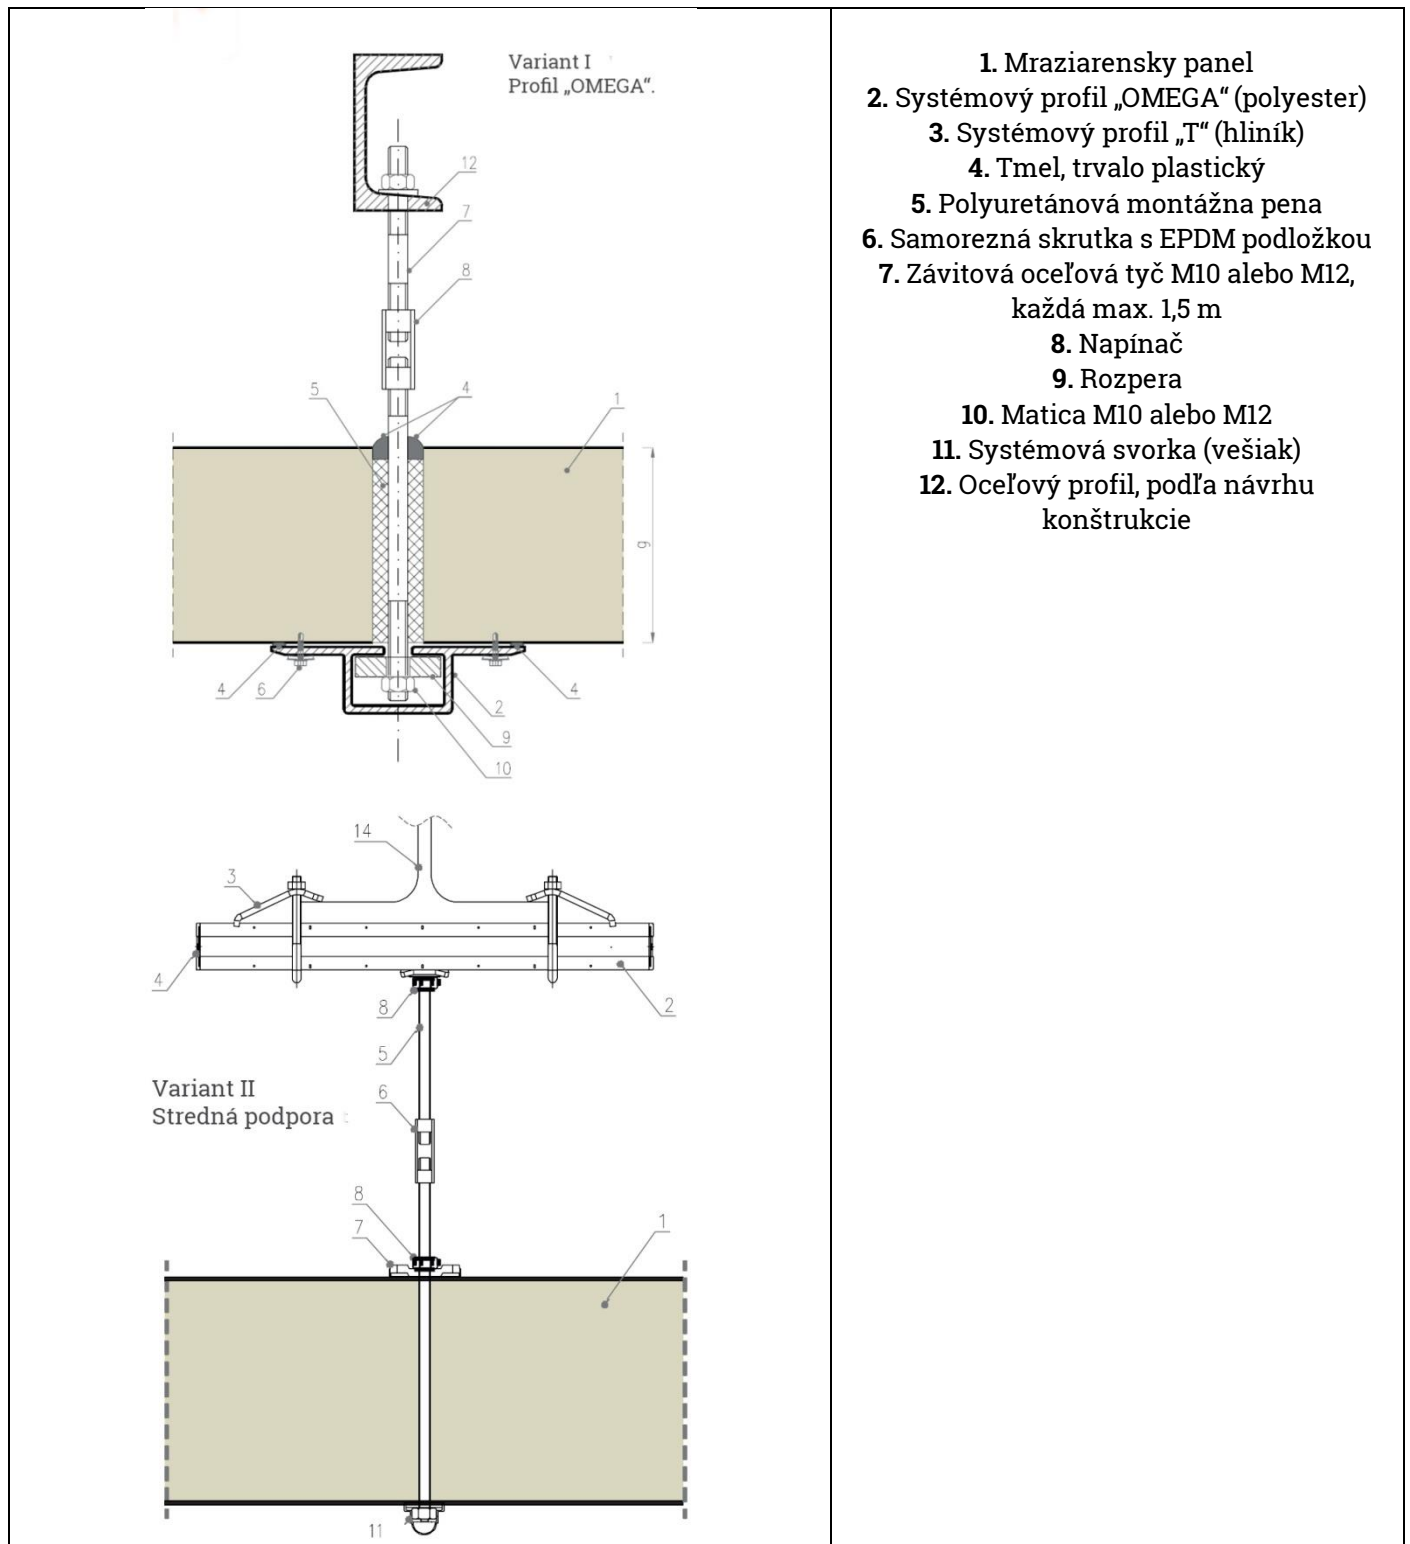 Variant I
Profil „OMEGA“.
12
7
8
5
4
1
g
4
6
4
2
9
10
14
3
4
8
2
5
Variant II
Stredná podpora
6
8
7
1
11
1. Mraziarensky panel
2. Systémový profil „OMEGA“ (polyester)
3. Systémový profil „T“ (hliník)
4. Tmel, trvalo plastický
5. Polyuretánová montážna pena
6. Samorezná skrutka s EPDM podložkou
7. Závitová oceľová tyč M10 alebo M12,
každá max. 1,5 m
8. Napínač
9. Rozpera
10. Matica M10 alebo M12
11. Systémová svorka (vešiak)
12. Oceľový profil, podľa návrhu
konštrukcie